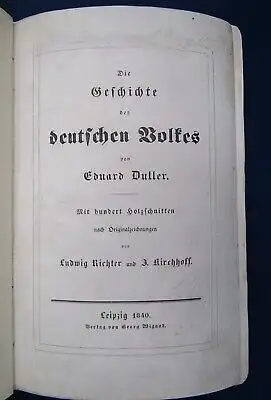 Die
Geschichte
des
deutschen Volkes
von
Eduard Duller.
Mit hundert Holzschnitten
nach Originalzeichnungen
von
Ludwig Richter und J. Kirchhoff.
Leipzig 1840.
Verlag von Georg Wigand.